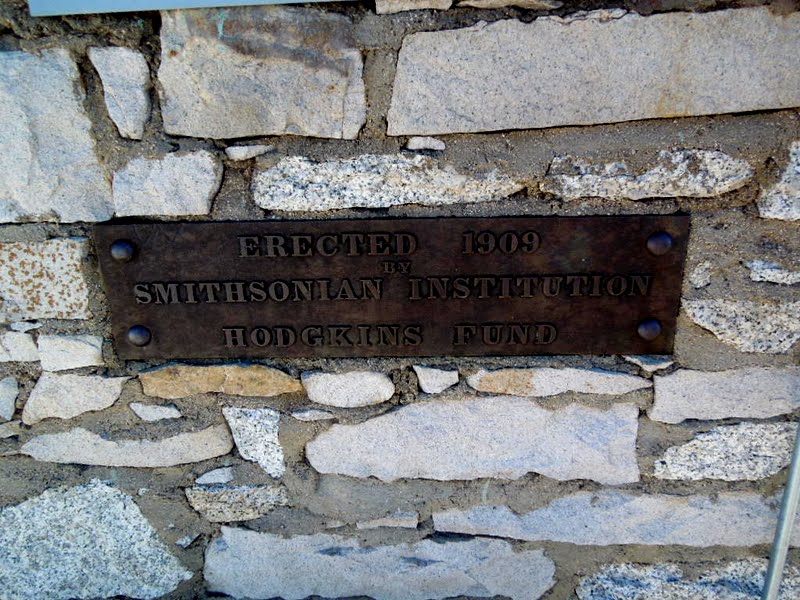 ERECTED 1909
BY
SMITHSONIAN INSTITUTION
HODGKINS FUND